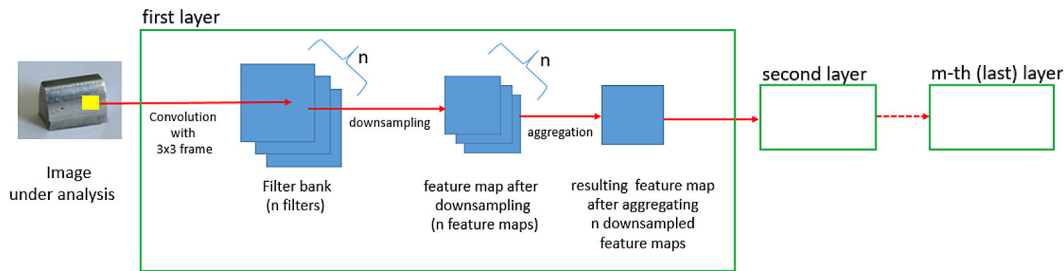 first layer
n
n
second layer
m-th (last) layer
Convolution
with
3x3 frame
downsampling
aggregation
Image
under analysis
Filter bank
(n filters)
feature map after
downsampling
(n feature maps)
resulting feature map
after aggregating
n downsampled
feature maps